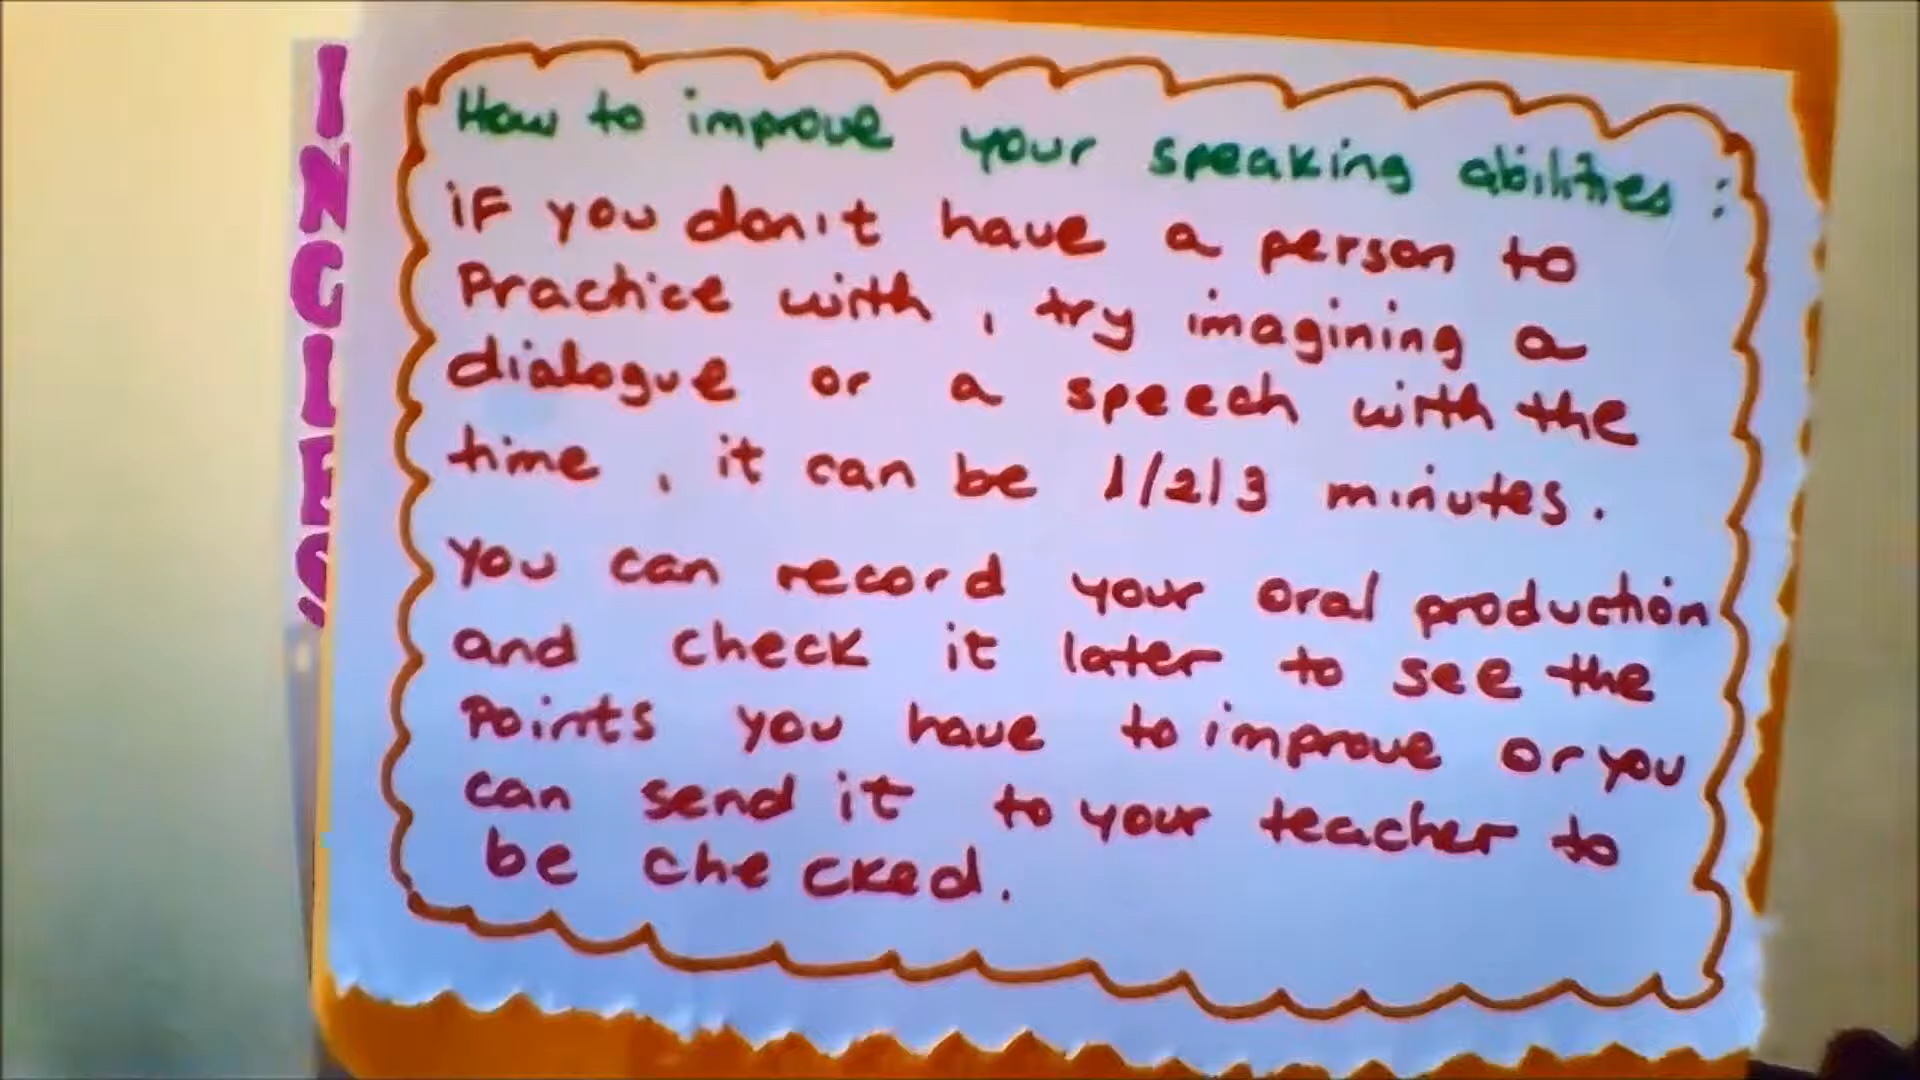 How to improve your speaking abilities:
iF you don't have a person to
Practice with, try imagining a
dialogue or a speech with the
time, it can be 1/2/3 minutes.
You can record your oral production
and check it later to see the
Points you have to improve or you
can send it to your teacher to
be checked.